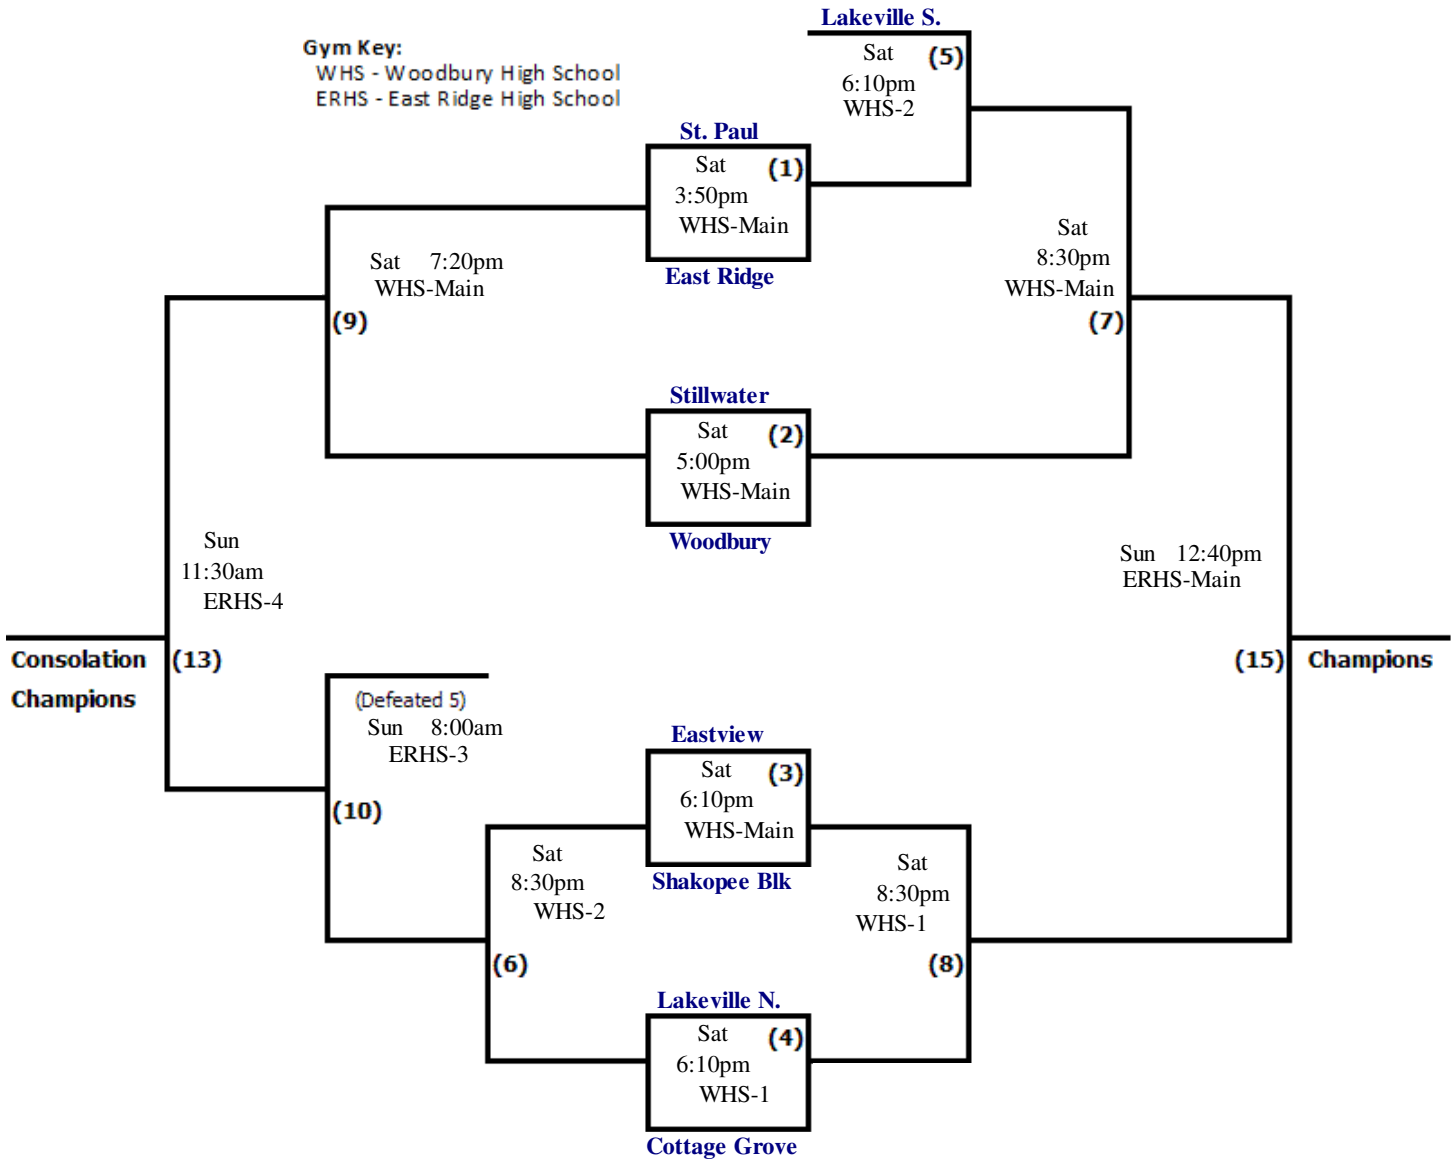 Lakeville S.
Gym Key:
WHS - Woodbury High School
ERHS - East Ridge High School
Sat (5)
6:10pm
WHS-2
St. Paul
Sat (1)
3:50pm
WHS-Main
East Ridge
Sat 7:20pm
WHS-Main
(9)
Sat
8:30pm
WHS-Main
(7)
Stillwater
Sat (2)
5:00pm
WHS-Main
Woodbury
Sun
11:30am
ERHS-4
Sun 12:40pm
ERHS-Main
Consolation
Champions
(13)
(15)
Champions
(Defeated 5)
Sun 8:00am
ERHS-3
(10)
Eastview
Sat (3)
6:10pm
WHS-Main
Shakopee Blk
Sat
8:30pm
WHS-2
(6)
Sat
8:30pm
WHS-1
(8)
Lakeville N.
Sat (4)
6:10pm
WHS-1
Cottage Grove